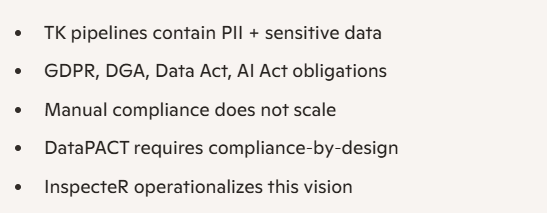 • TK pipelines contain PII + sensitive data
• GDPR, DGA, Data Act, AI Act obligations
• Manual compliance does not scale
• DataPACT requires compliance-by-design
• InspecteR operationalizes this vision